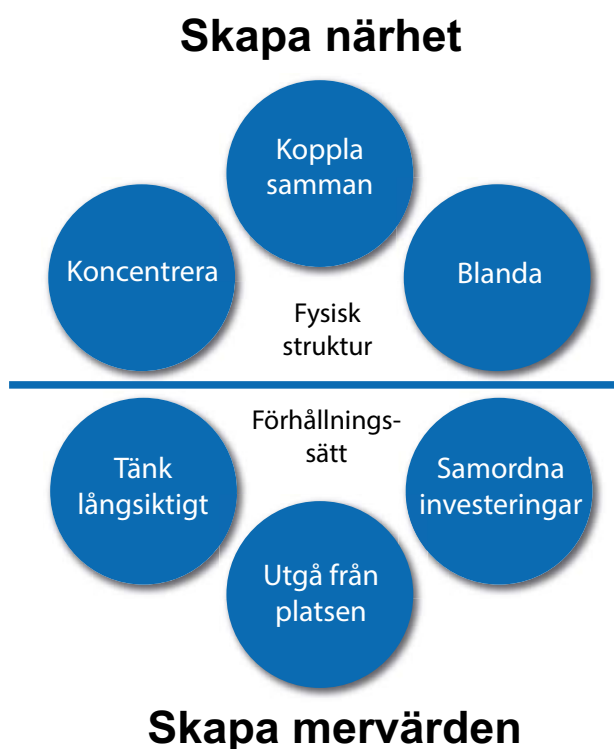 Skapa närhet
Koppla
samman
Koncentrera
Blanda
Fysisk
struktur
Förhållnings-
sätt
Tänk
långsiktigt
Samordna
investeringar
Utgå från
platsen
Skapa mervärden